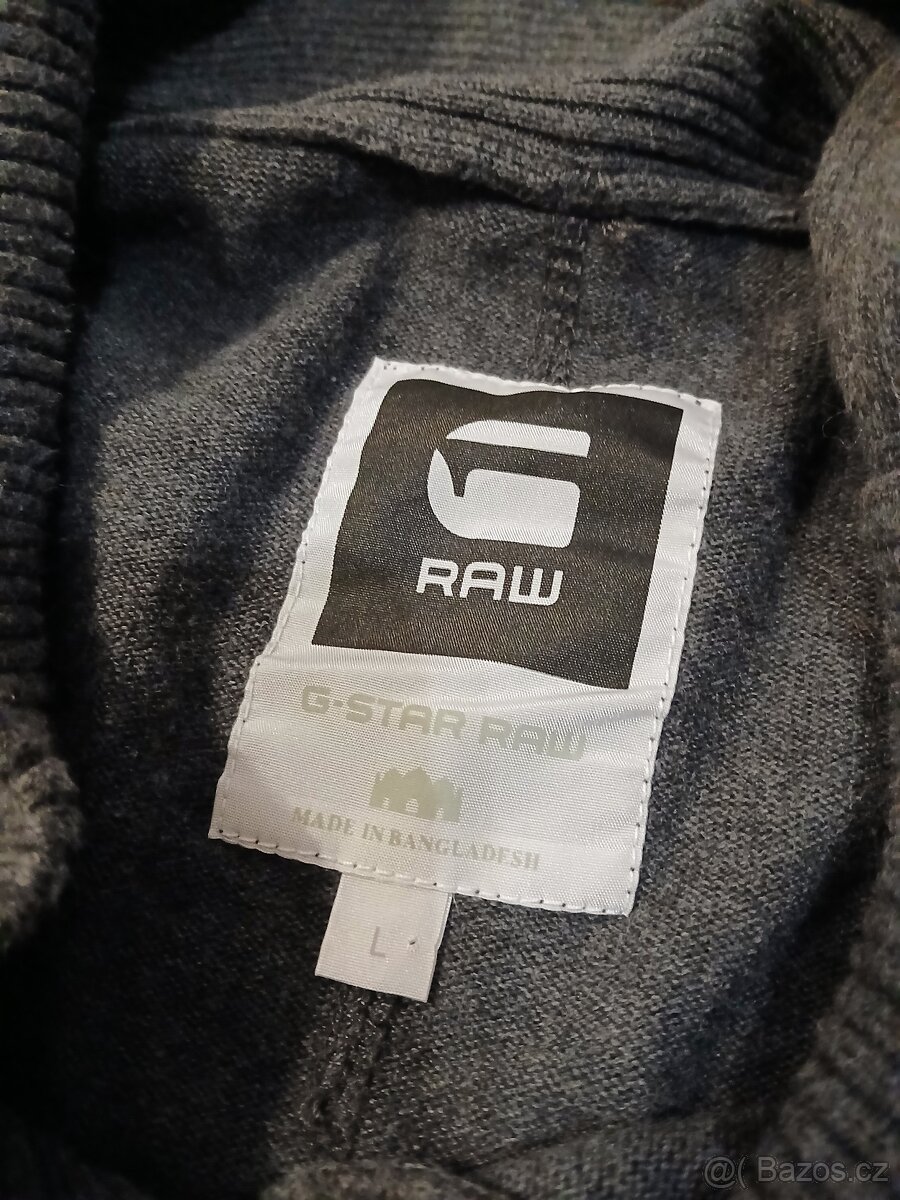 RAW
G-STAR RAW
MADE IN BANGLADESH
L
@( Bazos.cz